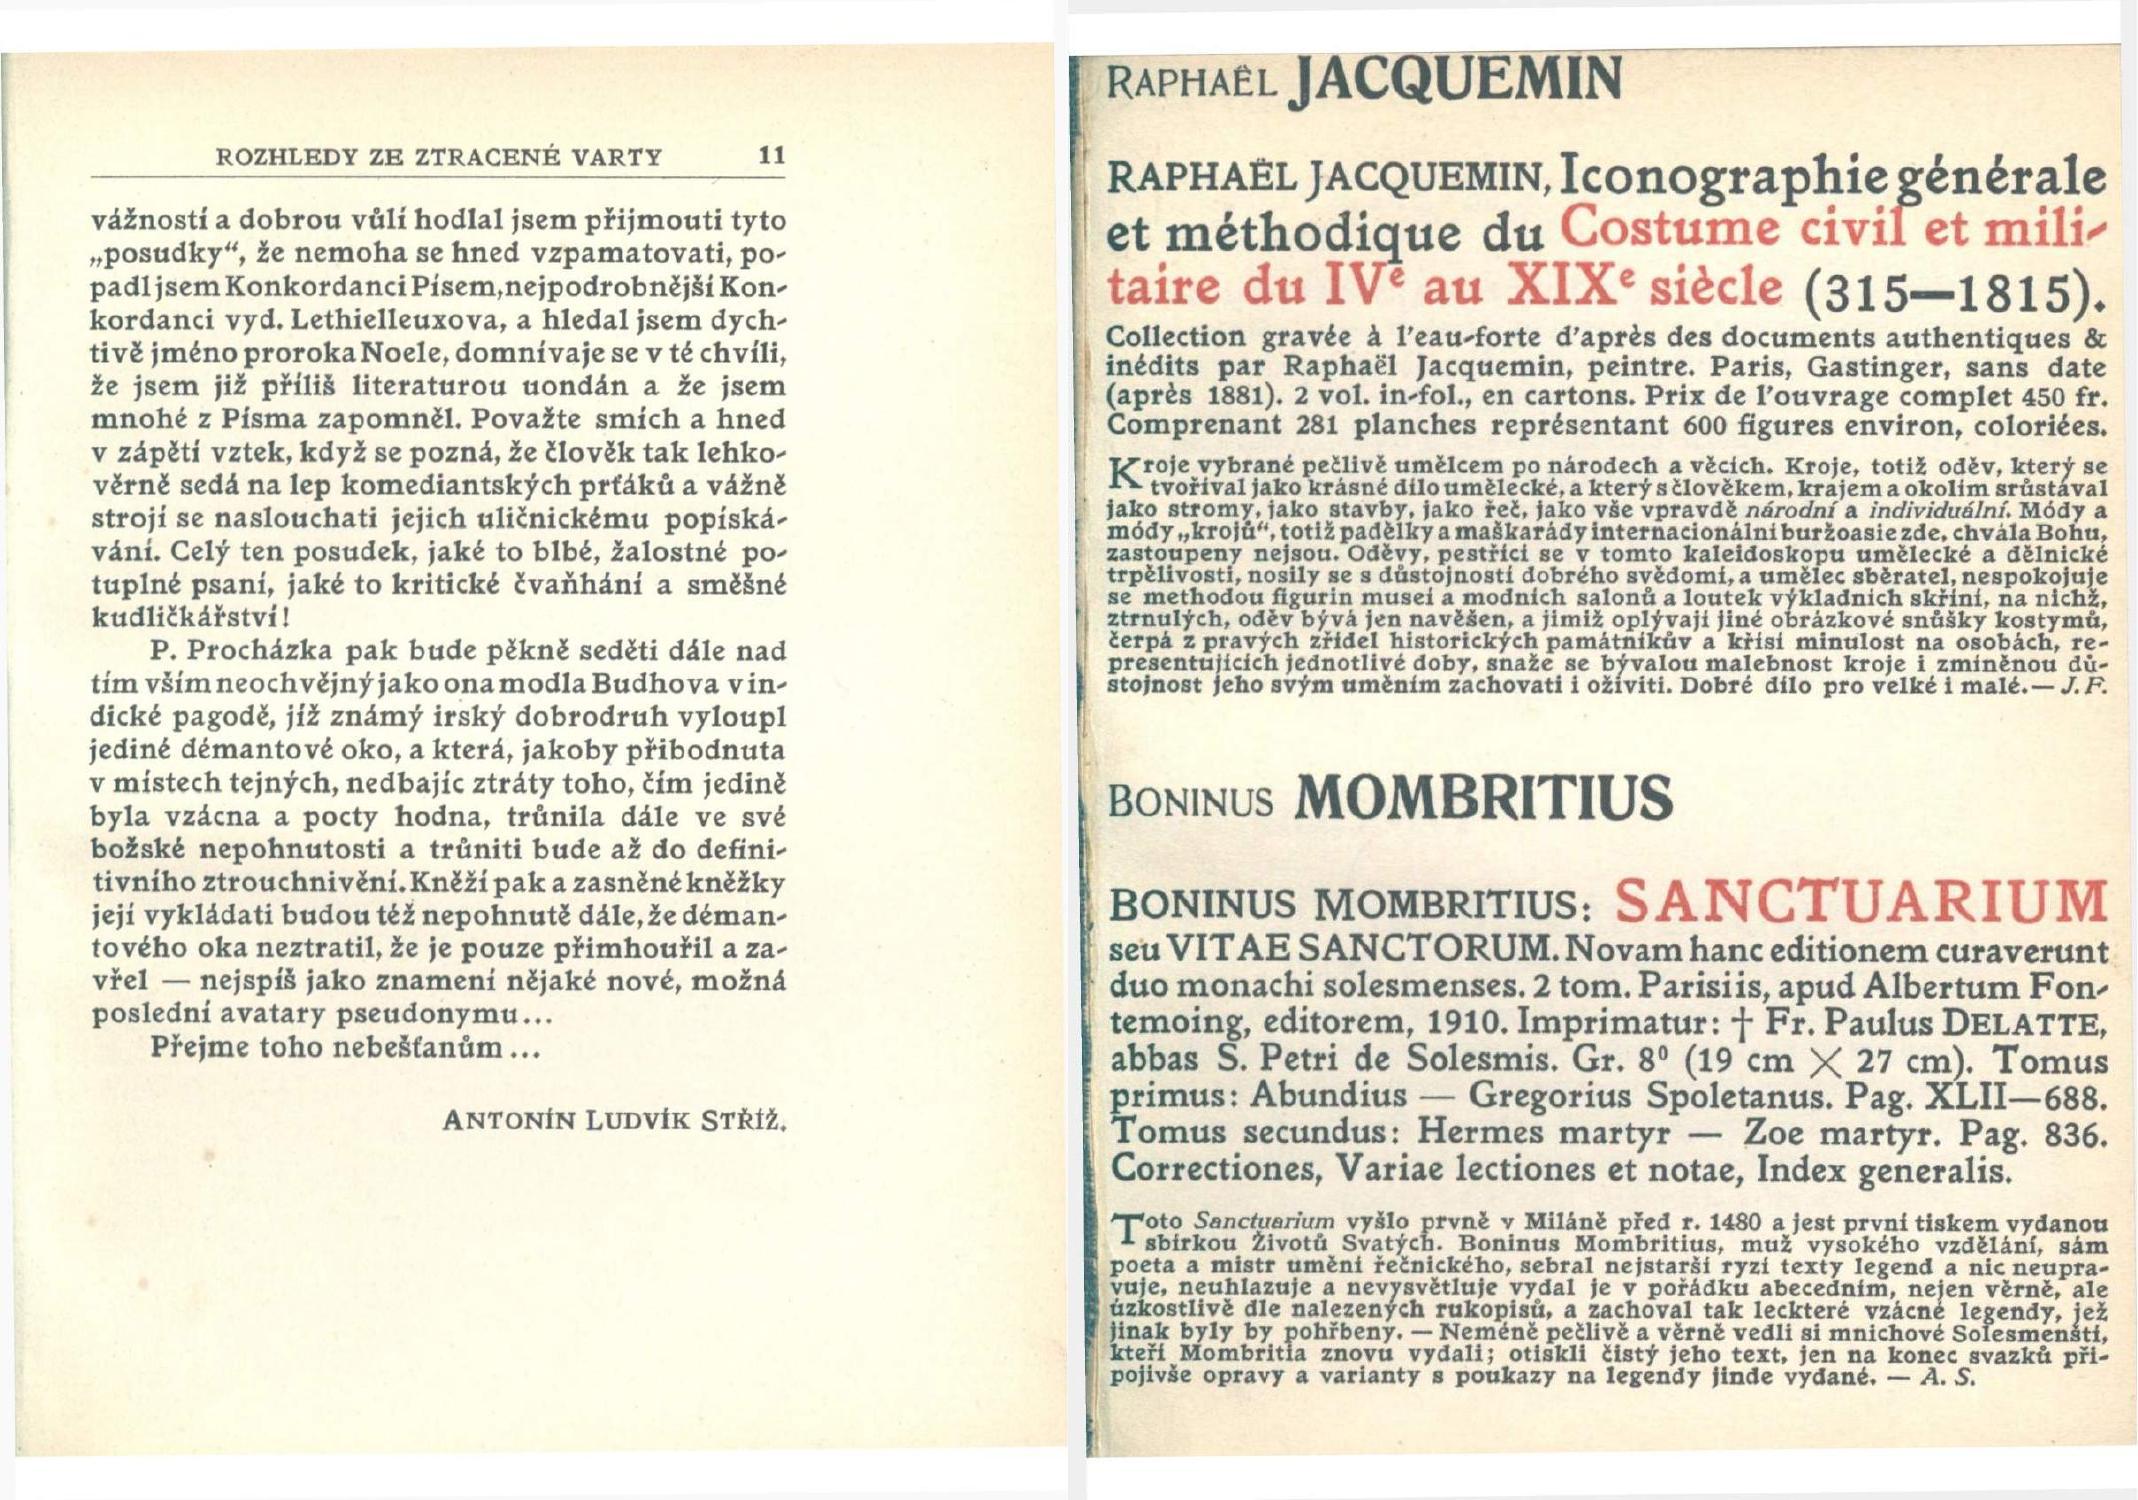 ROZHLEDY ZE ZTRACENÉ VARTY 11
vážností a dobrou vůlí hodlal jsem přijmouti tyto
„posudky“, že nemoha se hned vzpamatovati, po-
padl jsem Konkordanci Písem, nejpodrobnější Kon-
kordanci vyd. Lethielleuxova, a hledal jsem dych-
tivě jméno proroka Noele, domnívaje se v té chvíli,
že jsem již příliš literaturou uondán a že jsem
mnohé z Písma zapomněl. Považte smích a hned
v zápětí vztek, když se pozná, že člověk tak lehko-
věrně sedá na lep komediantských prťáků a vážně
strojí se naslouchati jejich uličnickému popíská-
vání. Celý ten posudek, jaké to blbé, žalostné po-
tuplné psaní, jaké to kritické čvaňhání a směšné
kudličkářství!
P. Procházka pak bude pěkně seděti dále nad
tím vším neochvějný jako ona modla Budhova v in-
dické pagodě, jíž známý irský dobrodruh vyloupl
jediné démantové oko, a která, jakoby přibodnuta
v místech tejných, nedbajíc ztráty toho, čím jedině
byla vzácna a pocty hodna, trůnila dále ve své
božské nepohnutosti a trůniti bude až do defini-
tivního ztrouchnivění. Kněží pak a zasněné kněžky
její vykládati budou též nepohnutě dále, že déman-
tového oka neztratil, že je pouze přimhouřil a za-
vřel — nejspíš jako znamení nějaké nové, možná
poslední avatary pseudonymu...
Přejme toho nebešťanům...
ANTONÍN LUDVÍK STŘÍŽ.
RAPHAËL JACQUEMIN
RAPHAËL JACQUEMIN, Iconographie générale
et méthodique du Costume civil et mili-
taire du IVe au XIXe siècle (315—1815).
Collection gravée à l'eau-forte d'après des documents authentiques &
inédits par Raphaël Jacquemin, peintre. Paris, Gastinger, sans date
(après 1881). 2 vol. in-fol., en cartons. Prix de l'ouvrage complet 450 fr.
Comprenant 281 planches représentant 600 figures environ, coloriées.
Kroje vybrané pečlivě umělcem po národech a věcích. Kroje, totiž oděv, který se
tvořival jako krásné dílo umělecké, a který s člověkem, krajem a okolím srůstával
jako stromy, jako stavby, jako řeč, jako vše vpravdě národní a individuální. Módy a
módy „krojů“, totiž padělky a maškarády internacionální buržoasie zde, chvála Bohu,
zastoupeny nejsou. Oděvy, pestřící se v tomto kaleidoskopu umělecké a dělnické
trpělivosti, nosily se s důstojností dobrého svědomí, a umělec sběratel, nespokojuje
se methodou figurin museí a modních salonů a loutek výkladních skříní, na nichž,
ztrnulých, oděv bývá jen navěšen, a jimiž oplývají jiné obrázkové snůšky kostymů,
čerpá z pravých zřídel historických památníkův a křísí minulost na osobách, re-
presentujících jednotlivé doby, snaže se bývalou malebnost kroje i zmíněnou dů-
stojnost jeho svým uměním zachovati i oživiti. Dobré dílo pro velké i malé. — J. F.
BONINUS MOMBRITIUS
BONINUS MOMBRITIUS: SANCTUARIUM
seu VITAE SANCTORUM. Novam hanc editionem curaverunt
duo monachi solesmenses. 2 tom. Parisiis, apud Albertum Fon-
temoing, editorem, 1910. Imprimatur: † Fr. Paulus DELATTE,
abbas S. Petri de Solesmis. Gr. 8⁰ (19 cm × 27 cm). Tomus
primus: Abundius — Gregorius Spoletanus. Pag. XLII—688.
Tomus secundus: Hermes martyr — Zoe martyr. Pag. 836.
Correctiones, Variae lectiones et notae, Index generalis.
Toto Sanctuarium vyšlo prvně v Miláně před r. 1480 a jest první tiskem vydanou
sbírkou Životů Svatých. Boninus Mombritius, muž vysokého vzdělání, sám
poeta a mistr umění řečnického, sebral nejstarší ryzí texty legend a nic neupra-
vuje, neuhlazuje a nevysvětluje vydal je v pořádku abecedním, nejen věrně, ale
úzkostlivě dle nalezených rukopisů, a zachoval tak leckteré vzácné legendy, jež
jinak byly by pohřbeny. — Neméně pečlivě a věrně vedli si mnichové Solesmenští,
kteří Mombritia znovu vydali; otiskli čistý jeho text, jen na konec svazků při-
pojivše opravy a varianty s poukazy na legendy jinde vydané. — A. S.